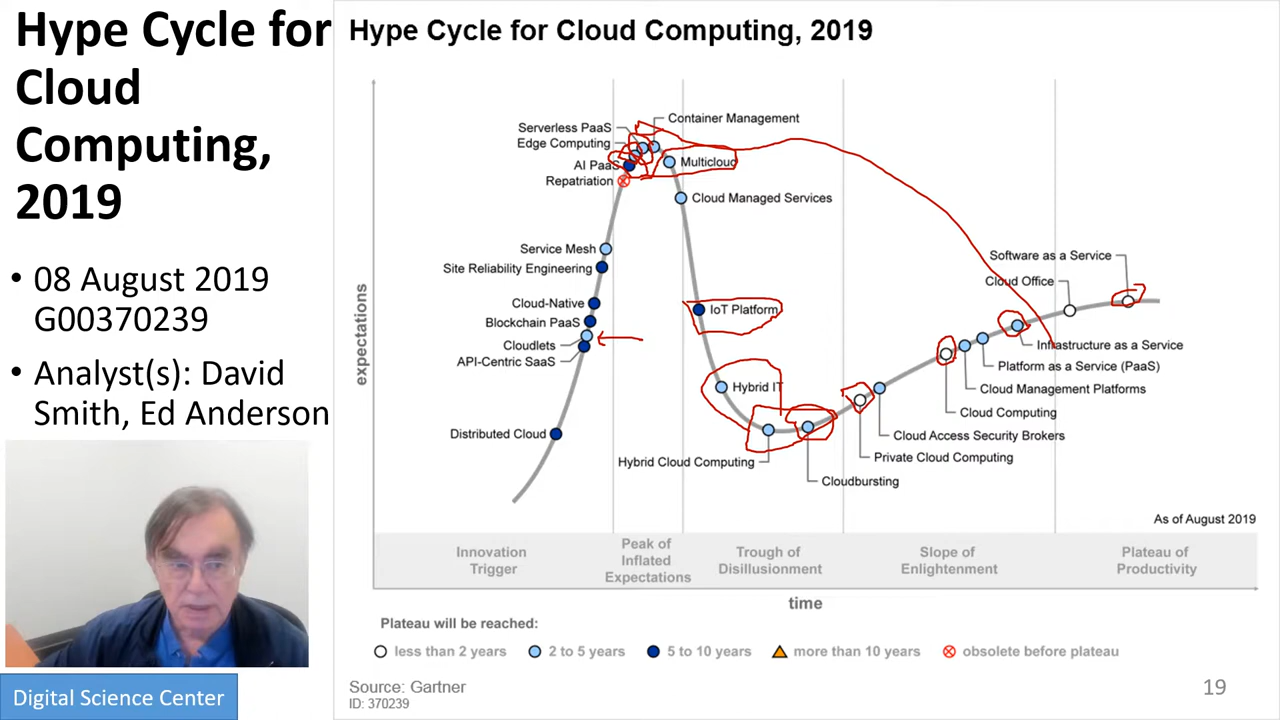 Hype Cycle for
Cloud
Computing,
2019
• 08 August 2019
G00370239
• Analyst(s): David
Smith, Ed Anderson
Digital Science Center
Hype Cycle for Cloud Computing, 2019
expectations
Container Management
Serverless PaaS
Edge Computing
AI PaaS
Multicloud
Repatriation
Cloud Managed Services
Service Mesh
Site Reliability Engineering
Cloud-Native
Blockchain PaaS
Cloudlets
API-Centric SaaS
Distributed Cloud
IoT Platform
Hybrid IT
Hybrid Cloud Computing
Cloudbursting
Private Cloud Computing
Cloud Access Security Brokers
Cloud Computing
Cloud Management Platforms
Platform as a Service (PaaS)
Infrastructure as a Service
Cloud Office
Software as a Service
As of August 2019
Innovation
Trigger
Peak of
Inflated
Expectations
Trough of
Disillusionment
Slope of
Enlightenment
Plateau of
Productivity
time
Plateau will be reached:
less than 2 years
2 to 5 years
5 to 10 years
more than 10 years
obsolete before plateau
Source: Gartner
ID: 370239
19